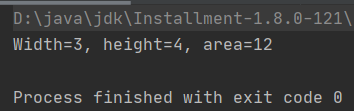 D:\java\jdk\Installment-1.8.0-121\
Width=3, height=4, area=12
Process finished with exit code 0